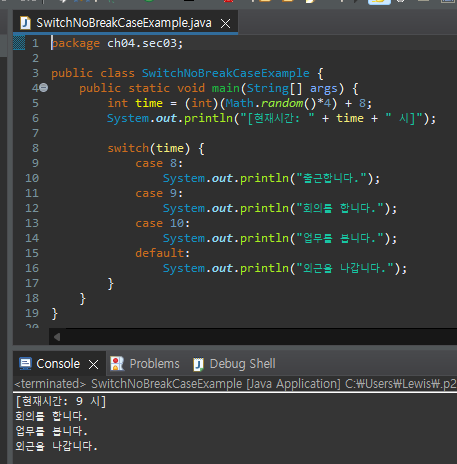 SwitchNoBreakCaseExample.java
1 package ch04.sec03;
2
3 public class SwitchNoBreakCaseExample {
4 public static void main(String[] args) {
5 int time = (int)(Math.random()*4) + 8;
6 System.out.println("[현재시간: " + time + " 시]");
7
8 switch(time) {
9 case 8:
10 System.out.println("출근합니다.");
11 case 9:
12 System.out.println("회의를 합니다.");
13 case 10:
14 System.out.println("업무를 봅니다.");
15 default:
16 System.out.println("외근을 나갑니다.");
17 }
18 }
19 }
20
Console Problems Debug Shell
<terminated> SwitchNoBreakCaseExample [Java Application] C:₩Users₩Lewis₩.p2
[현재시간: 9 시]
회의를 합니다.
업무를 봅니다.
외근을 나갑니다.